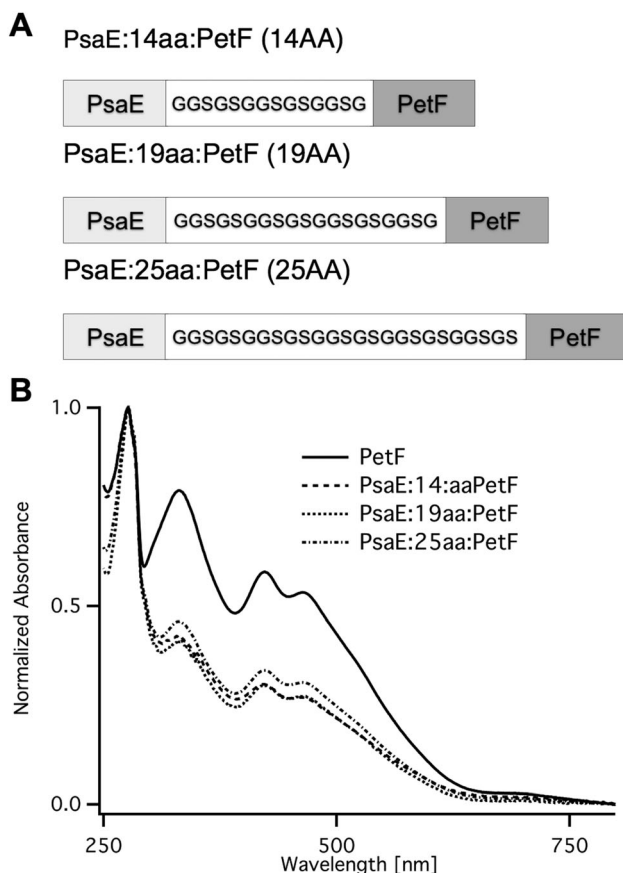 A
PsaE:14aa:PetF (14AA)
PsaE GGSGSGGSGSGGSG PetF
PsaE:19aa:PetF (19AA)
PsaE GGSGSGGSGSGGSGSGGSG PetF
PsaE:25aa:PetF (25AA)
PsaE GGSGSGGSGSGGSGSGGSGSGGSGS PetF
B
1.0
PetF
PsaE:14:aaPetF
PsaE:19aa:PetF
PsaE:25aa:PetF
0.5
Normalized Absorbance
0.0
250 500 750
Wavelength [nm]